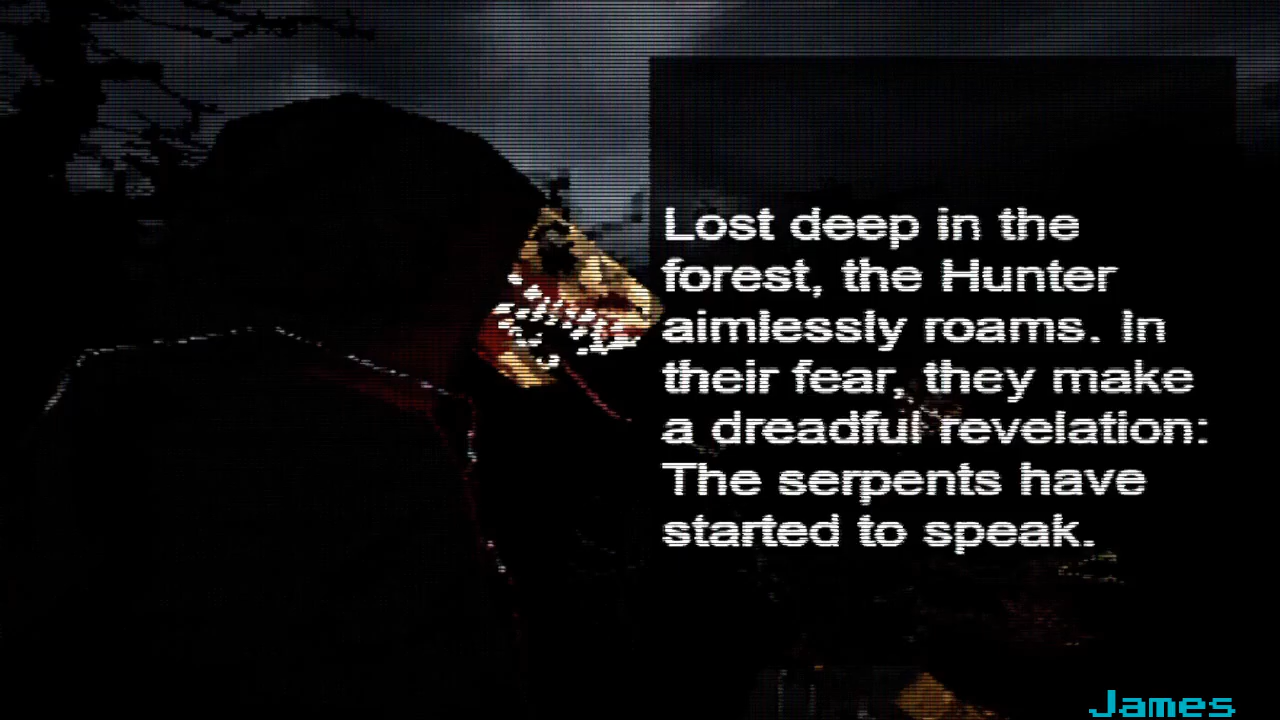 Lost deep in the
forest, the Hunter
aimlessly roams. In
their fear, they make
a dreadful revelation:
The serpents have
started to speak.
James